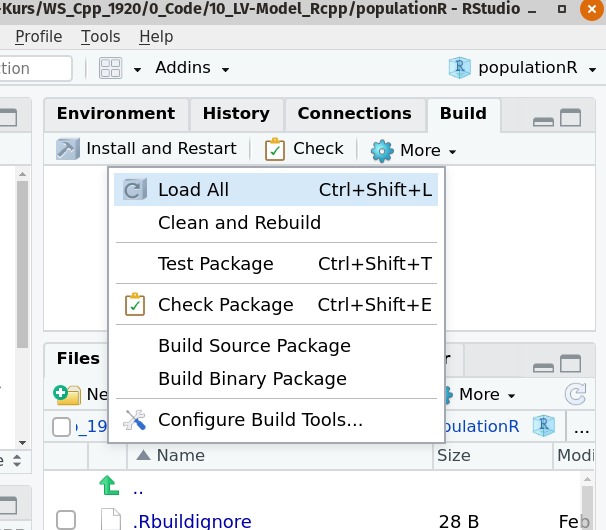 -Kurs/WS_Cpp_1920/0_Code/10_LV-Model_Rcpp/populationR - RStudio
Profile Tools Help
ction Addins populationR
Environment History Connections Build
Install and Restart Check More
Load All Ctrl+Shift+L
Clean and Rebuild
Test Package Ctrl+Shift+T
Check Package Ctrl+Shift+E
Build Source Package
Build Binary Package
Configure Build Tools...
Files r
Ne More
_19 pulationR ...
Name Size Modi
..
.Rbuildignore 28 B Feb